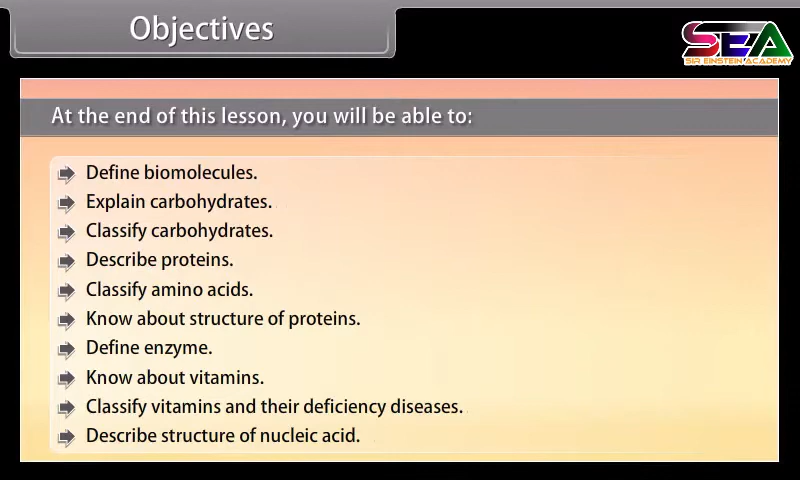 Objectives
SEA
SIR EINSTEIN ACADEMY
At the end of this lesson, you will be able to:
Define biomolecules.
Explain carbohydrates.
Classify carbohydrates.
Describe proteins.
Classify amino acids.
Know about structure of proteins.
Define enzyme.
Know about vitamins.
Classify vitamins and their deficiency diseases.
Describe structure of nucleic acid.